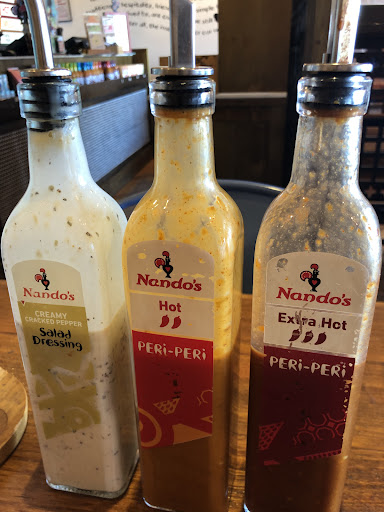 Nando's
CREAMY
CRACKED PEPPER
Salad
Dressing
Nando's
Hot
PERi-PERi
Nando's
Extra Hot
PERi-PERi